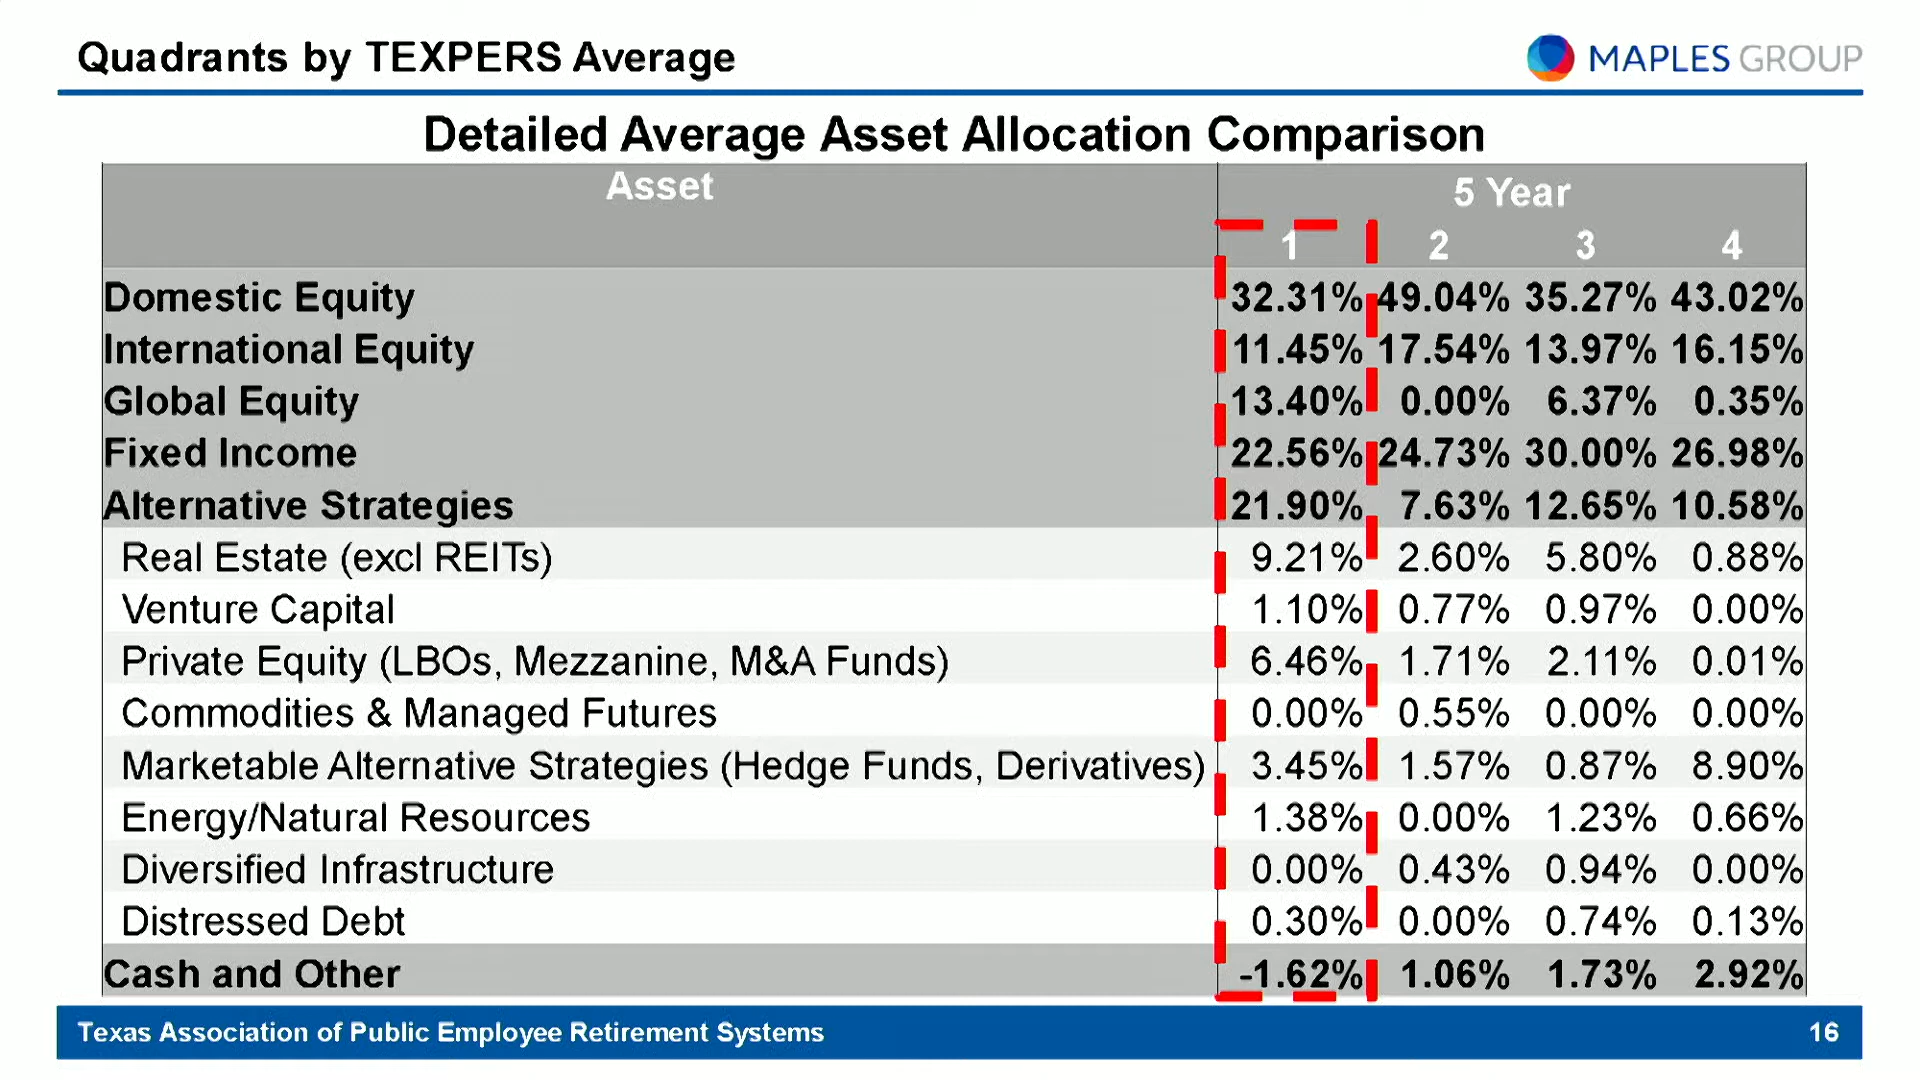 Quadrants by TEXPERS Average
MAPLES GROUP
Detailed Average Asset Allocation Comparison
Asset 5 Year
1 2 3 4
Domestic Equity 32.31% 49.04% 35.27% 43.02%
International Equity 11.45% 17.54% 13.97% 16.15%
Global Equity 13.40% 0.00% 6.37% 0.35%
Fixed Income 22.56% 24.73% 30.00% 26.98%
Alternative Strategies 21.90% 7.63% 12.65% 10.58%
Real Estate (excl REITs) 9.21% 2.60% 5.80% 0.88%
Venture Capital 1.10% 0.77% 0.97% 0.00%
Private Equity (LBOs, Mezzanine, M&A Funds) 6.46% 1.71% 2.11% 0.01%
Commodities & Managed Futures 0.00% 0.55% 0.00% 0.00%
Marketable Alternative Strategies (Hedge Funds, Derivatives) 3.45% 1.57% 0.87% 8.90%
Energy/Natural Resources 1.38% 0.00% 1.23% 0.66%
Diversified Infrastructure 0.00% 0.43% 0.94% 0.00%
Distressed Debt 0.30% 0.00% 0.74% 0.13%
Cash and Other -1.62% 1.06% 1.73% 2.92%
Texas Association of Public Employee Retirement Systems 16